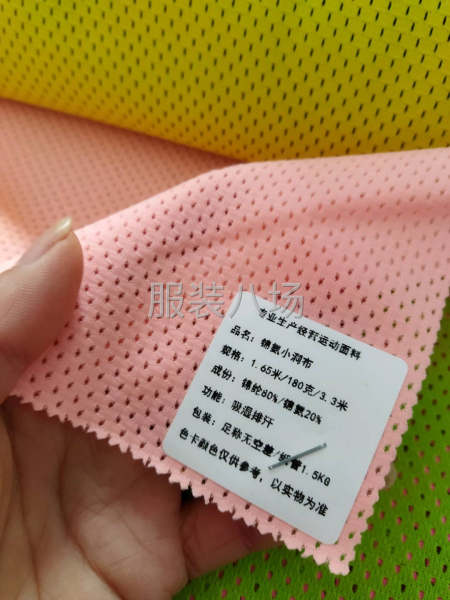 服装八场
专业生产经营运动面料
品名: 锦氨小洞布
规格: 1.65米/180克/3.3米
成份: 锦纶80%/锦氨20%
功能: 吸湿排汗
包装: 足称无空差/纸管1.5KG
色卡颜色仅供参考, 以实物为准